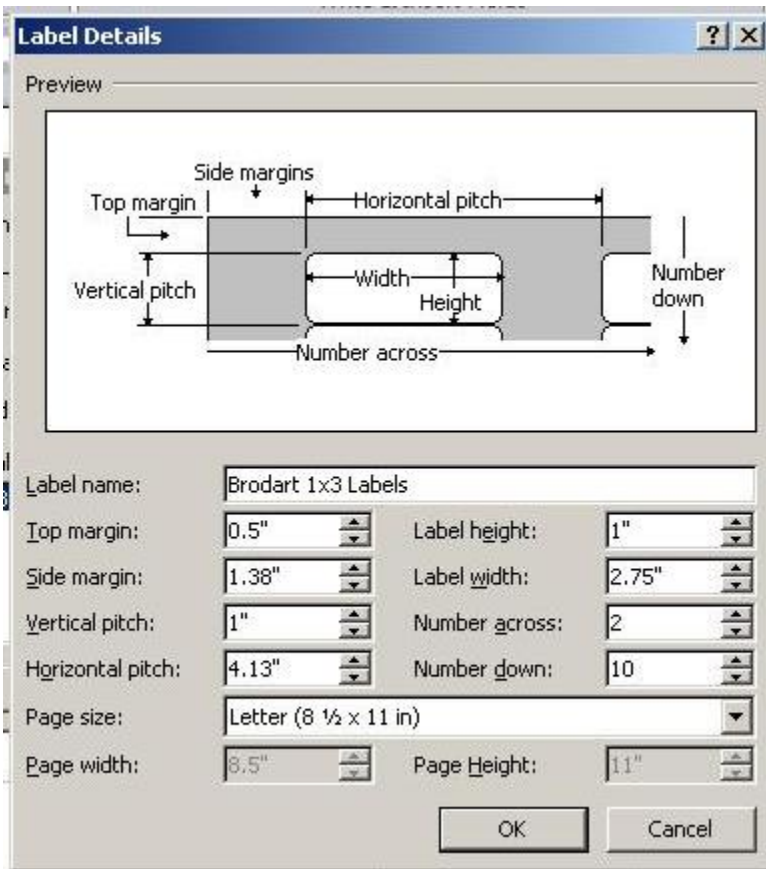 Label Details
Preview
Side margins
Top margin
Horizontal pitch
Vertical pitch
Width
Height
Number down
Number across
Label name: Brodart 1x3 Labels
Top margin: 0.5" Label height: 1"
Side margin: 1.38" Label width: 2.75"
Vertical pitch: 1" Number across: 2
Horizontal pitch: 4.13" Number down: 10
Page size: Letter (8 ½ x 11 in)
Page width: 8.5" Page Height: 11"
OK Cancel